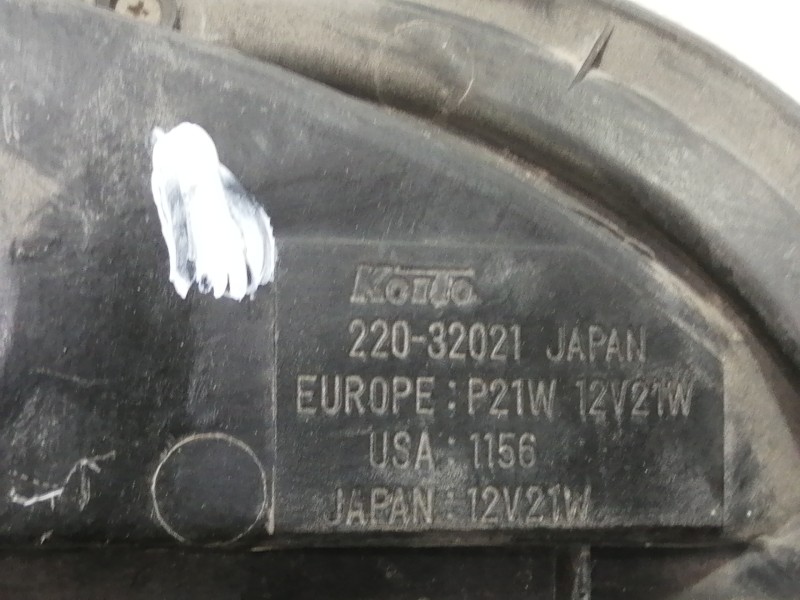 Koito
220-32021 JAPAN
EUROPE : P21W 12V21W
USA : 1156
JAPAN : 12V21W